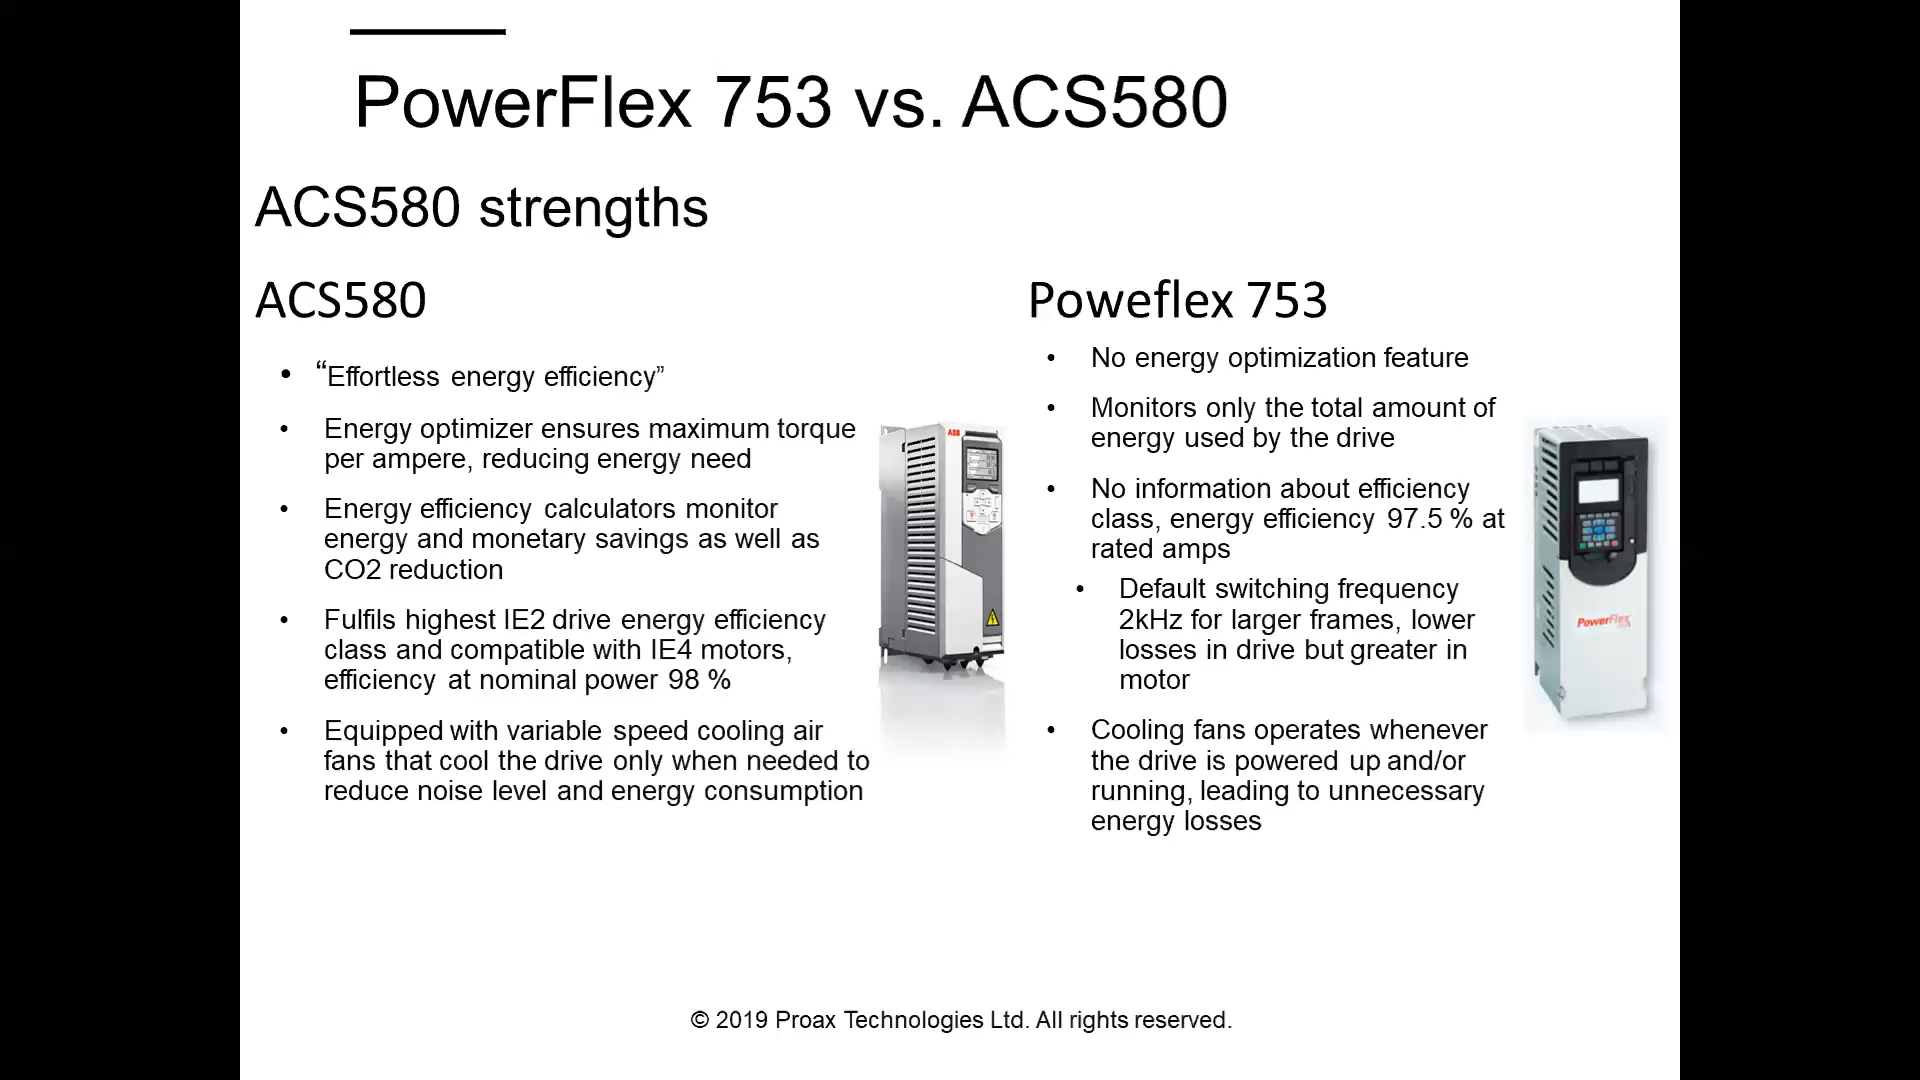 PowerFlex 753 vs. ACS580
ACS580 strengths
ACS580
• “Effortless energy efficiency”
• Energy optimizer ensures maximum torque
per ampere, reducing energy need
• Energy efficiency calculators monitor
energy and monetary savings as well as
CO2 reduction
• Fulfils highest IE2 drive energy efficiency
class and compatible with IE4 motors,
efficiency at nominal power 98 %
• Equipped with variable speed cooling air
fans that cool the drive only when needed to
reduce noise level and energy consumption
ABB
Poweflex 753
• No energy optimization feature
• Monitors only the total amount of
energy used by the drive
• No information about efficiency
class, energy efficiency 97.5 % at
rated amps
• Default switching frequency
2kHz for larger frames, lower
losses in drive but greater in
motor
• Cooling fans operates whenever
the drive is powered up and/or
running, leading to unnecessary
energy losses
PowerFlex
© 2019 Proax Technologies Ltd. All rights reserved.